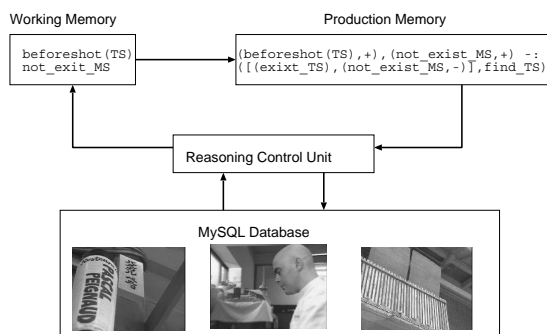 Working Memory
Production Memory
beforeshot(TS)
not_exit_MS
(beforeshot(TS),+),(not_exist_MS,+) -:
([(exixt_TS),(not_exist_MS,-)],find_TS)
Reasoning Control Unit
MySQL Database
PASCAL
PEIGNAUD